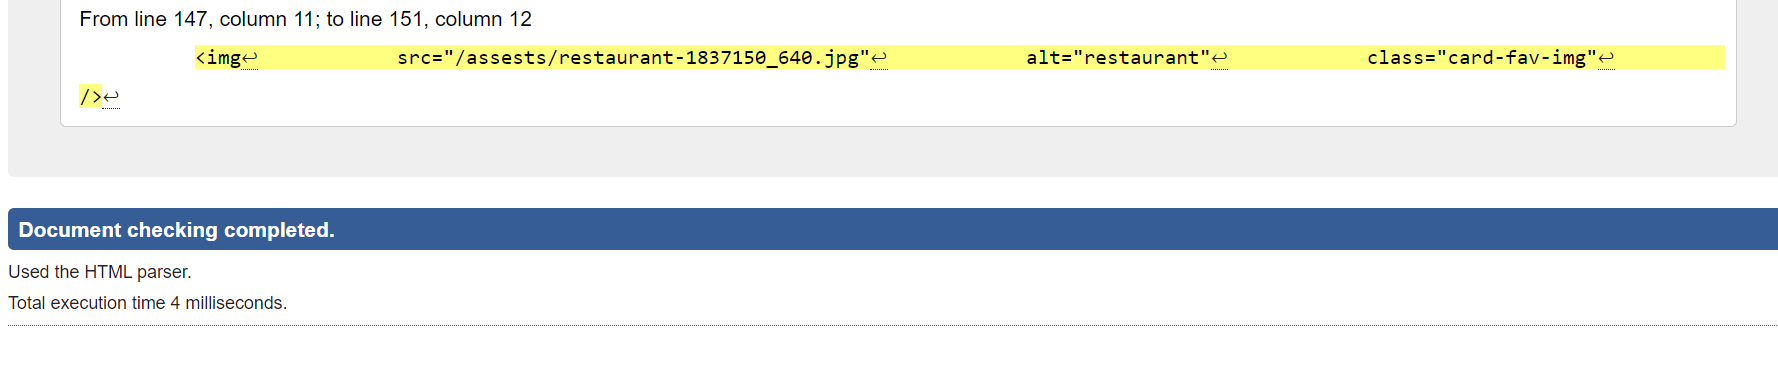 From line 147, column 11; to line 151, column 12
<img↩ src="/assests/restaurant-1837150_640.jpg"↩ alt="restaurant"↩ class="card-fav-img"↩
/>↩
Document checking completed.
Used the HTML parser.
Total execution time 4 milliseconds.